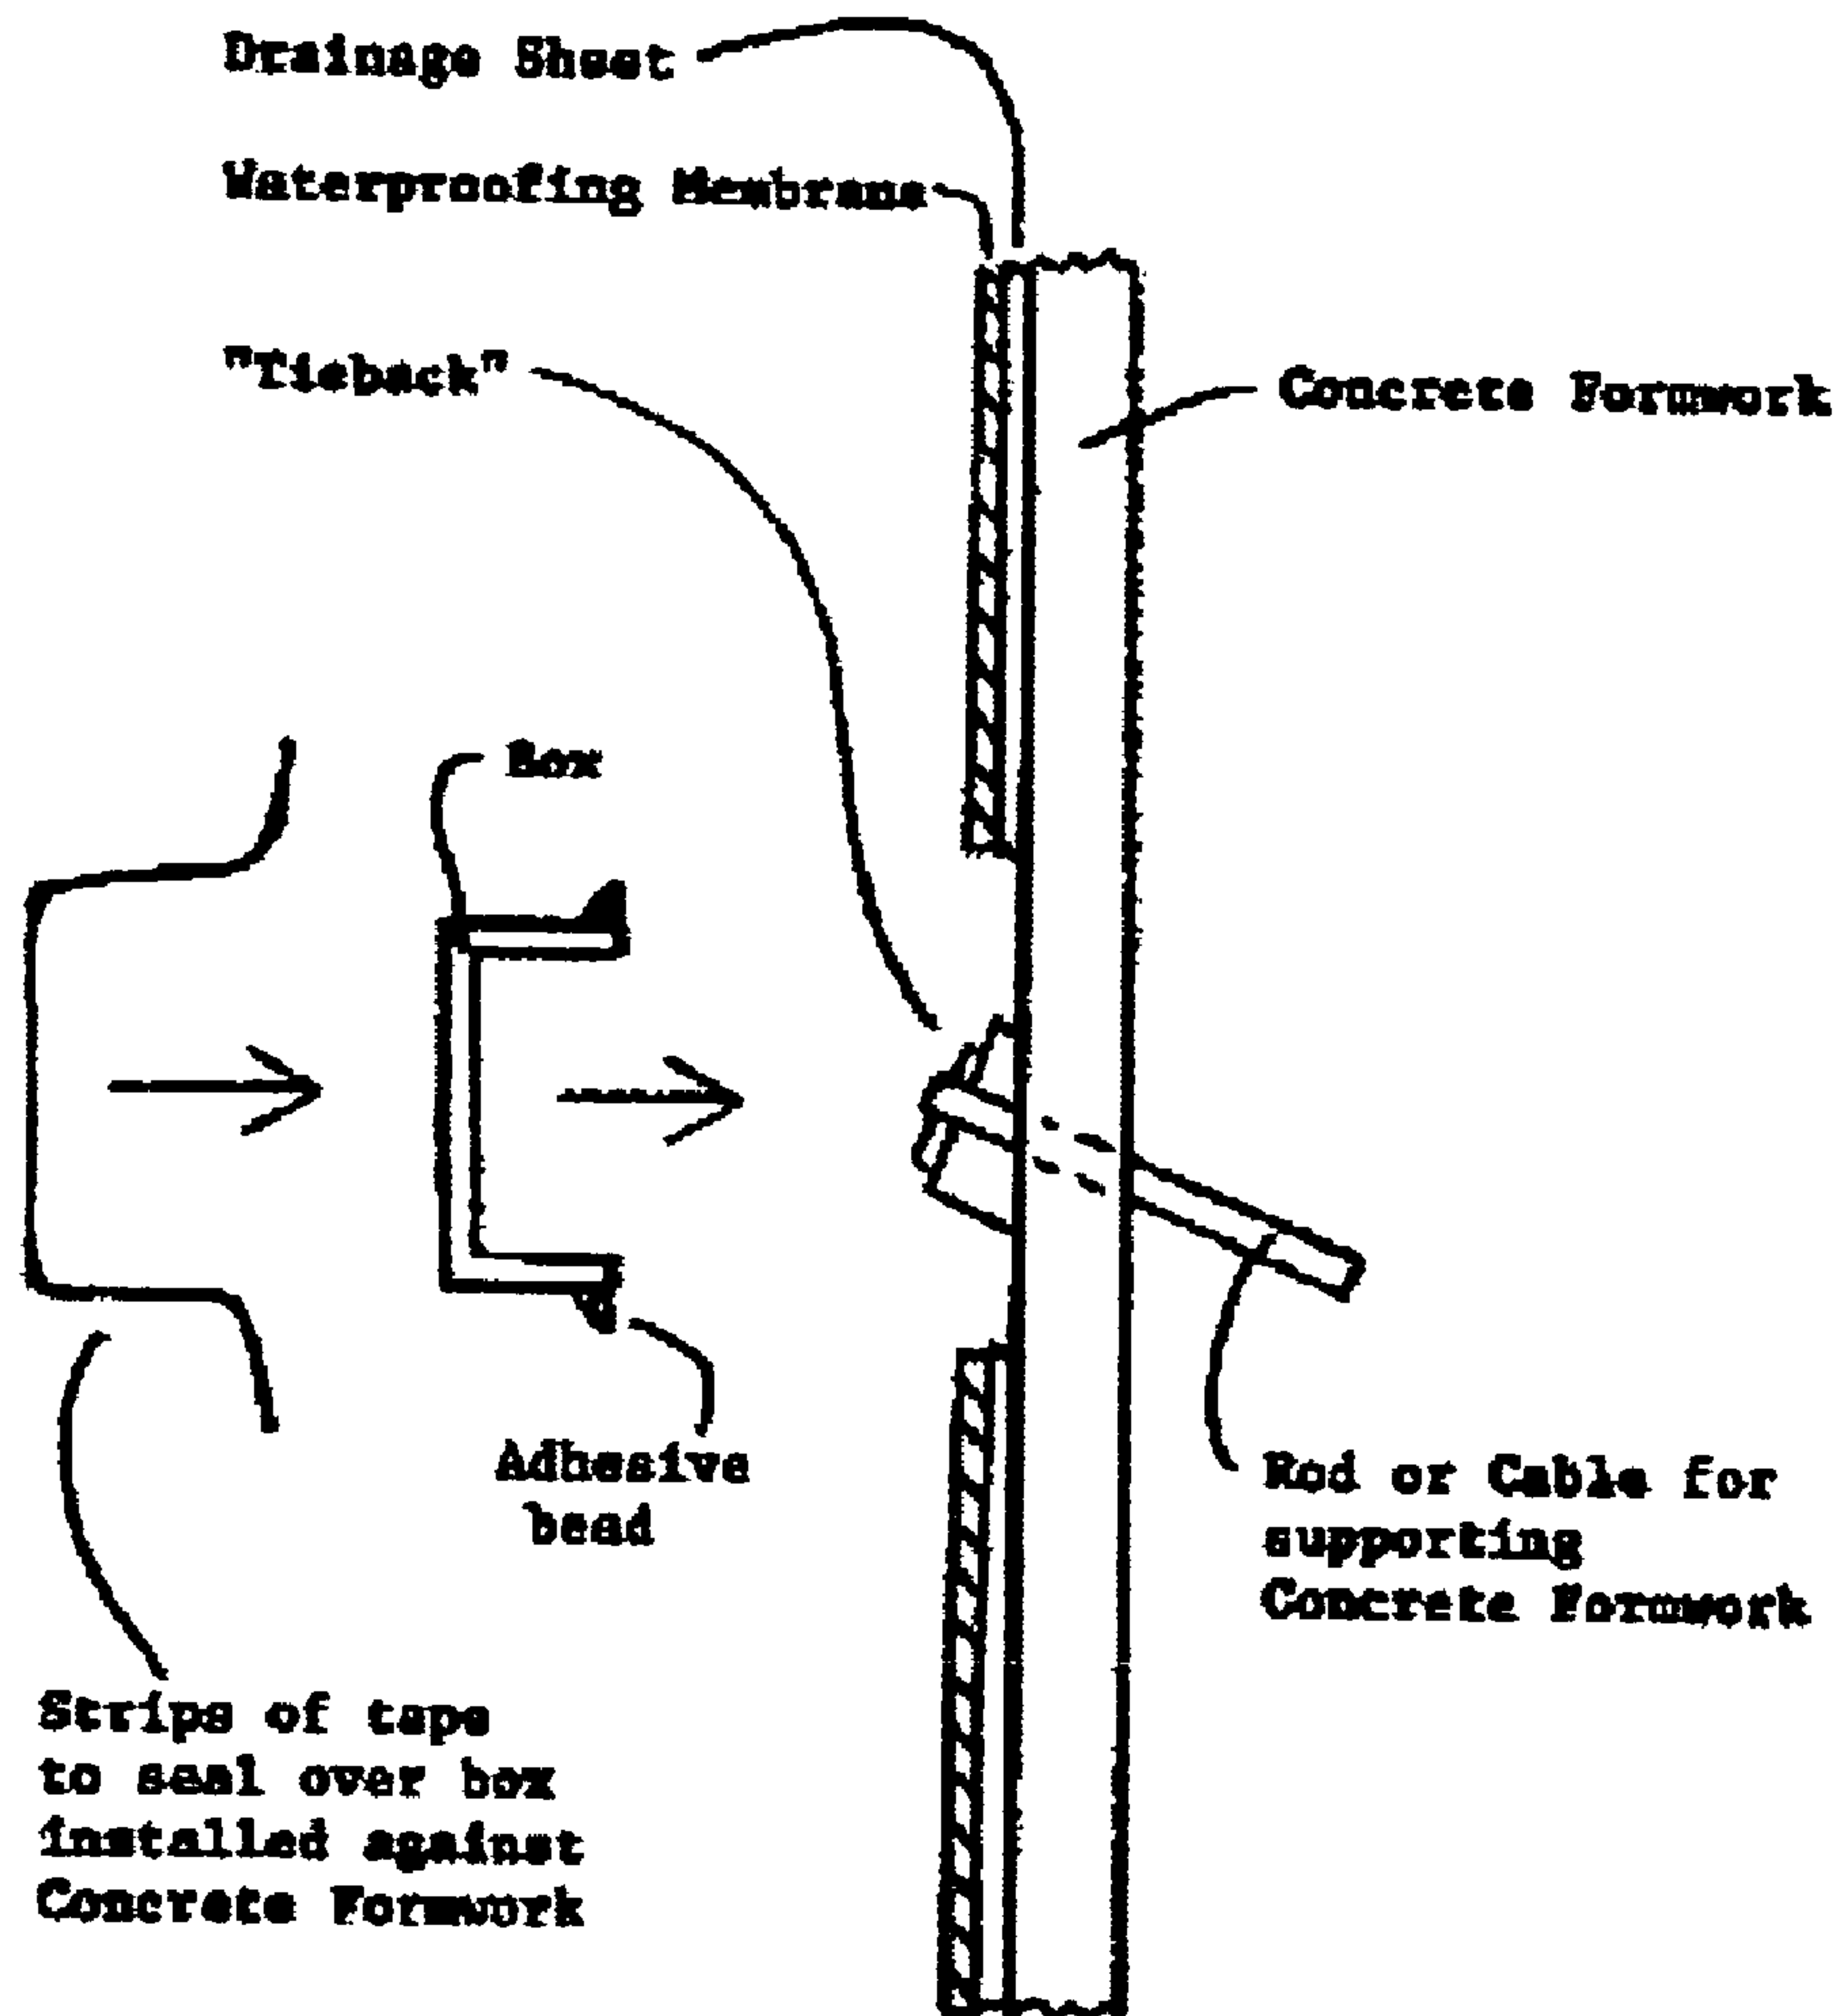 Drainage Sheet
Waterproofing Membrane
"Tieback"
Concrete Formwork
Box
Adhesive
bead
Rod or Cable for
supporting
Concrete Formwork
Strips of tape
to seal over box
installed against
Concrete Formwork